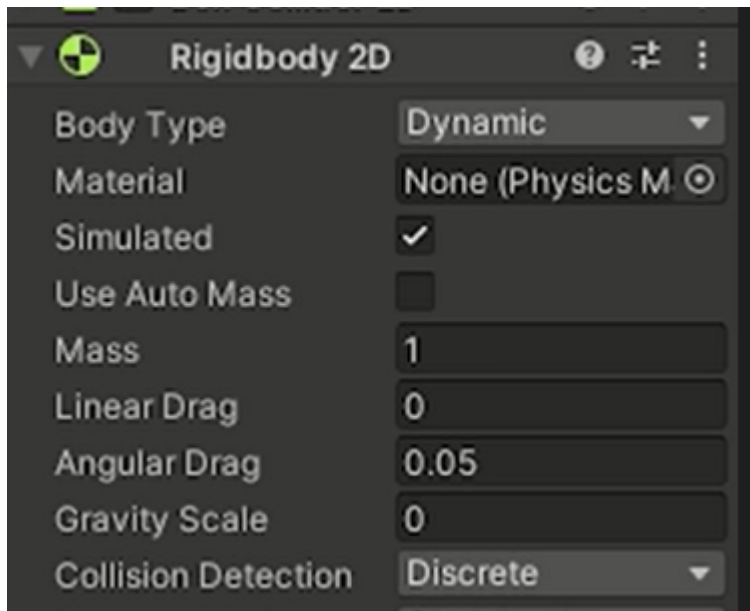 Rigidbody 2D
Body Type Dynamic
Material None (Physics M
Simulated
Use Auto Mass
Mass 1
Linear Drag 0
Angular Drag 0.05
Gravity Scale 0
Collision Detection Discrete